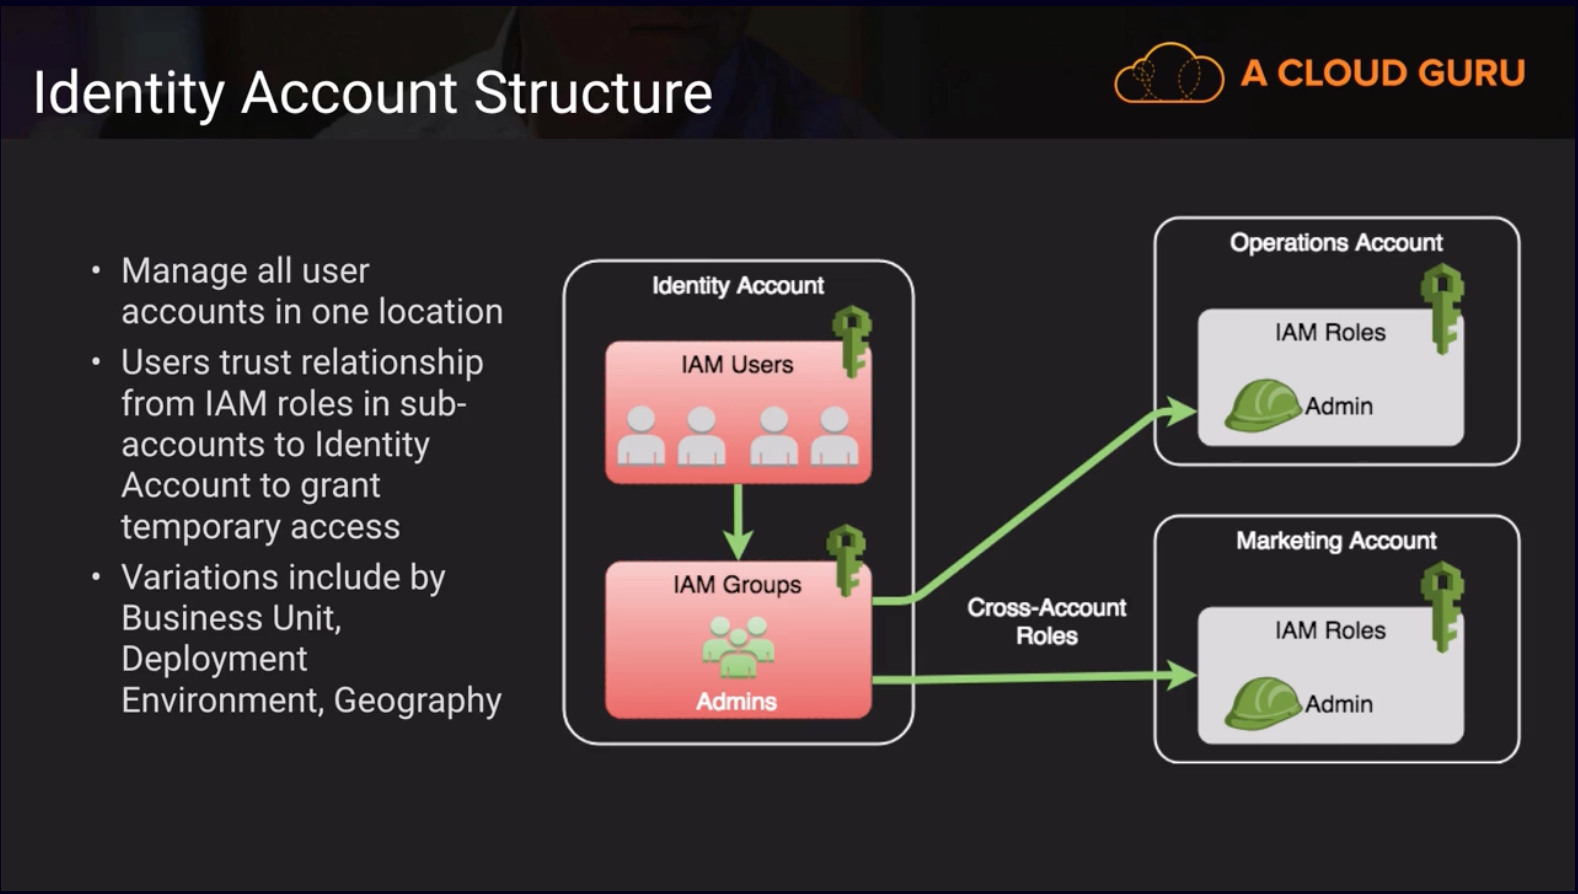 Identity Account Structure
A CLOUD GURU
• Manage all user
accounts in one location
• Users trust relationship
from IAM roles in sub-
accounts to Identity
Account to grant
temporary access
• Variations include by
Business Unit,
Deployment
Environment, Geography
Identity Account
IAM Users
IAM Groups
Admins
Cross-Account
Roles
Operations Account
IAM Roles
Admin
Marketing Account
IAM Roles
Admin